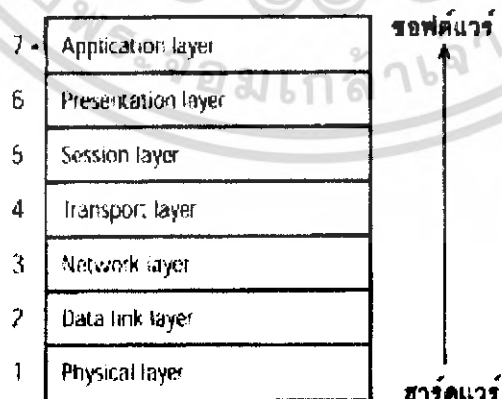 ซอฟต์แวร์
7 Application layer
6 Presentation layer
5 Session layer
4 Transport layer
3 Network layer
2 Data link layer
1 Physical layer
ฮาร์ดแวร์